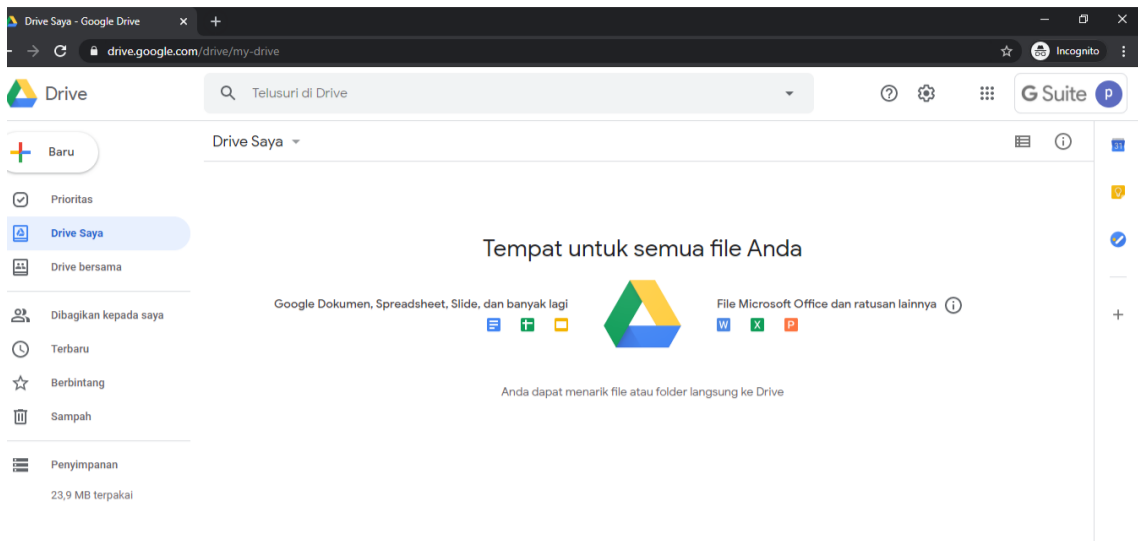 Drive Saya - Google Drive
drive.google.com/drive/my-drive
Incognito
Drive
Telusuri di Drive
G Suite
P
Baru
Drive Saya
31
Prioritas
Drive Saya
Drive bersama
Tempat untuk semua file Anda
Google Dokumen, Spreadsheet, Slide, dan banyak lagi
File Microsoft Office dan ratusan lainnya
W X P
Dibagikan kepada saya
Terbaru
Berbintang
Anda dapat menarik file atau folder langsung ke Drive
Sampah
Penyimpanan
23,9 MB terpakai